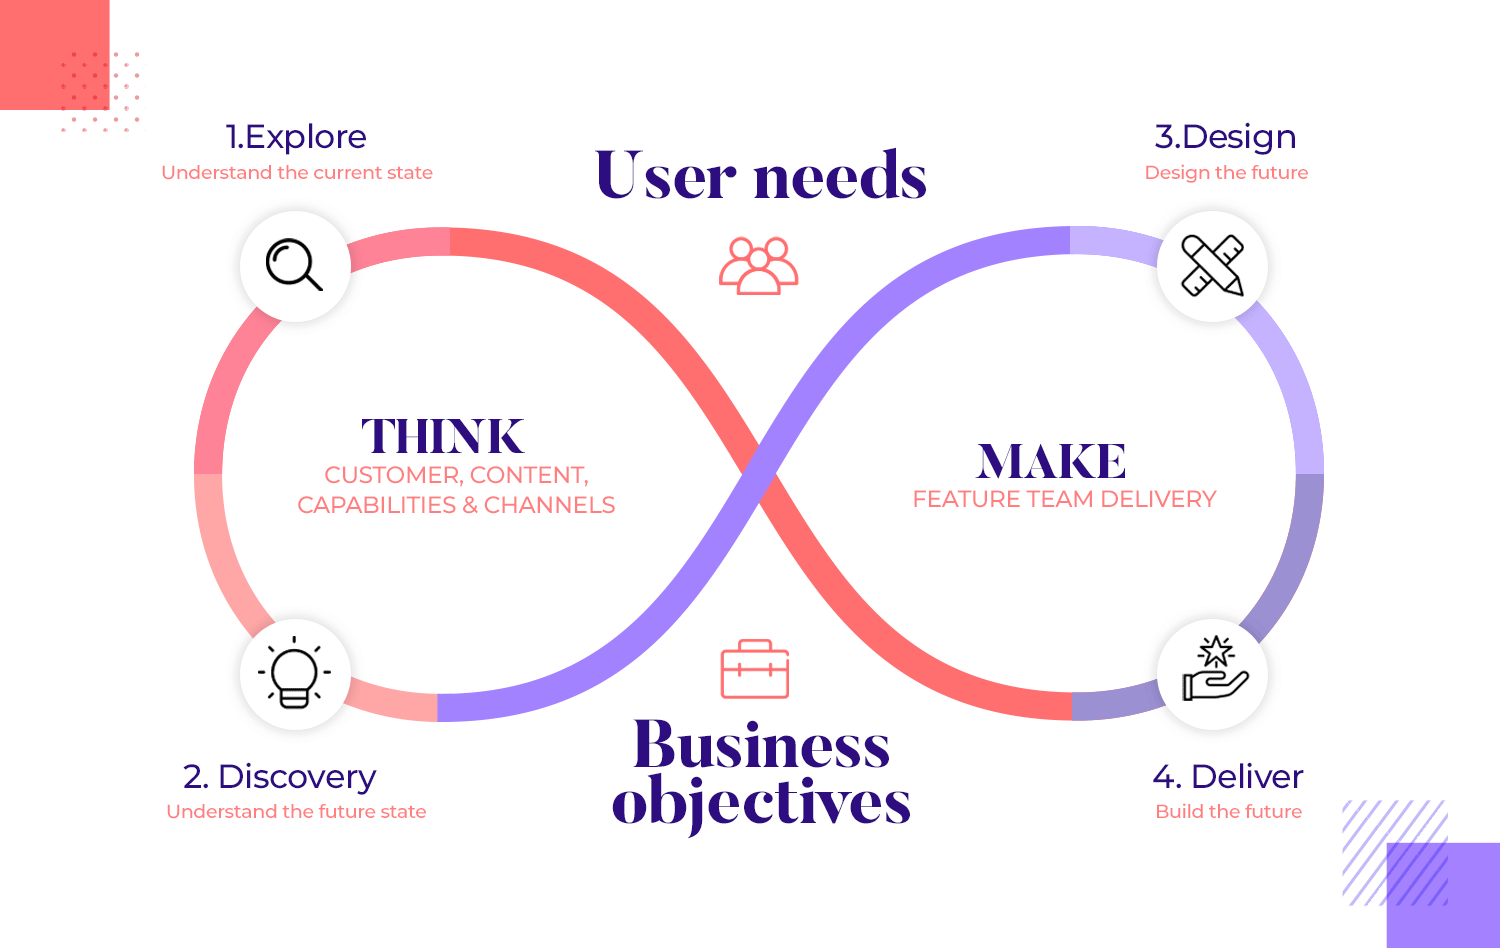 1.Explore
Understand the current state
User needs
3.Design
Design the future
THINK
CUSTOMER, CONTENT,
CAPABILITIES & CHANNELS
MAKE
FEATURE TEAM DELIVERY
2. Discovery
Understand the future state
Business
objectives
4. Deliver
Build the future